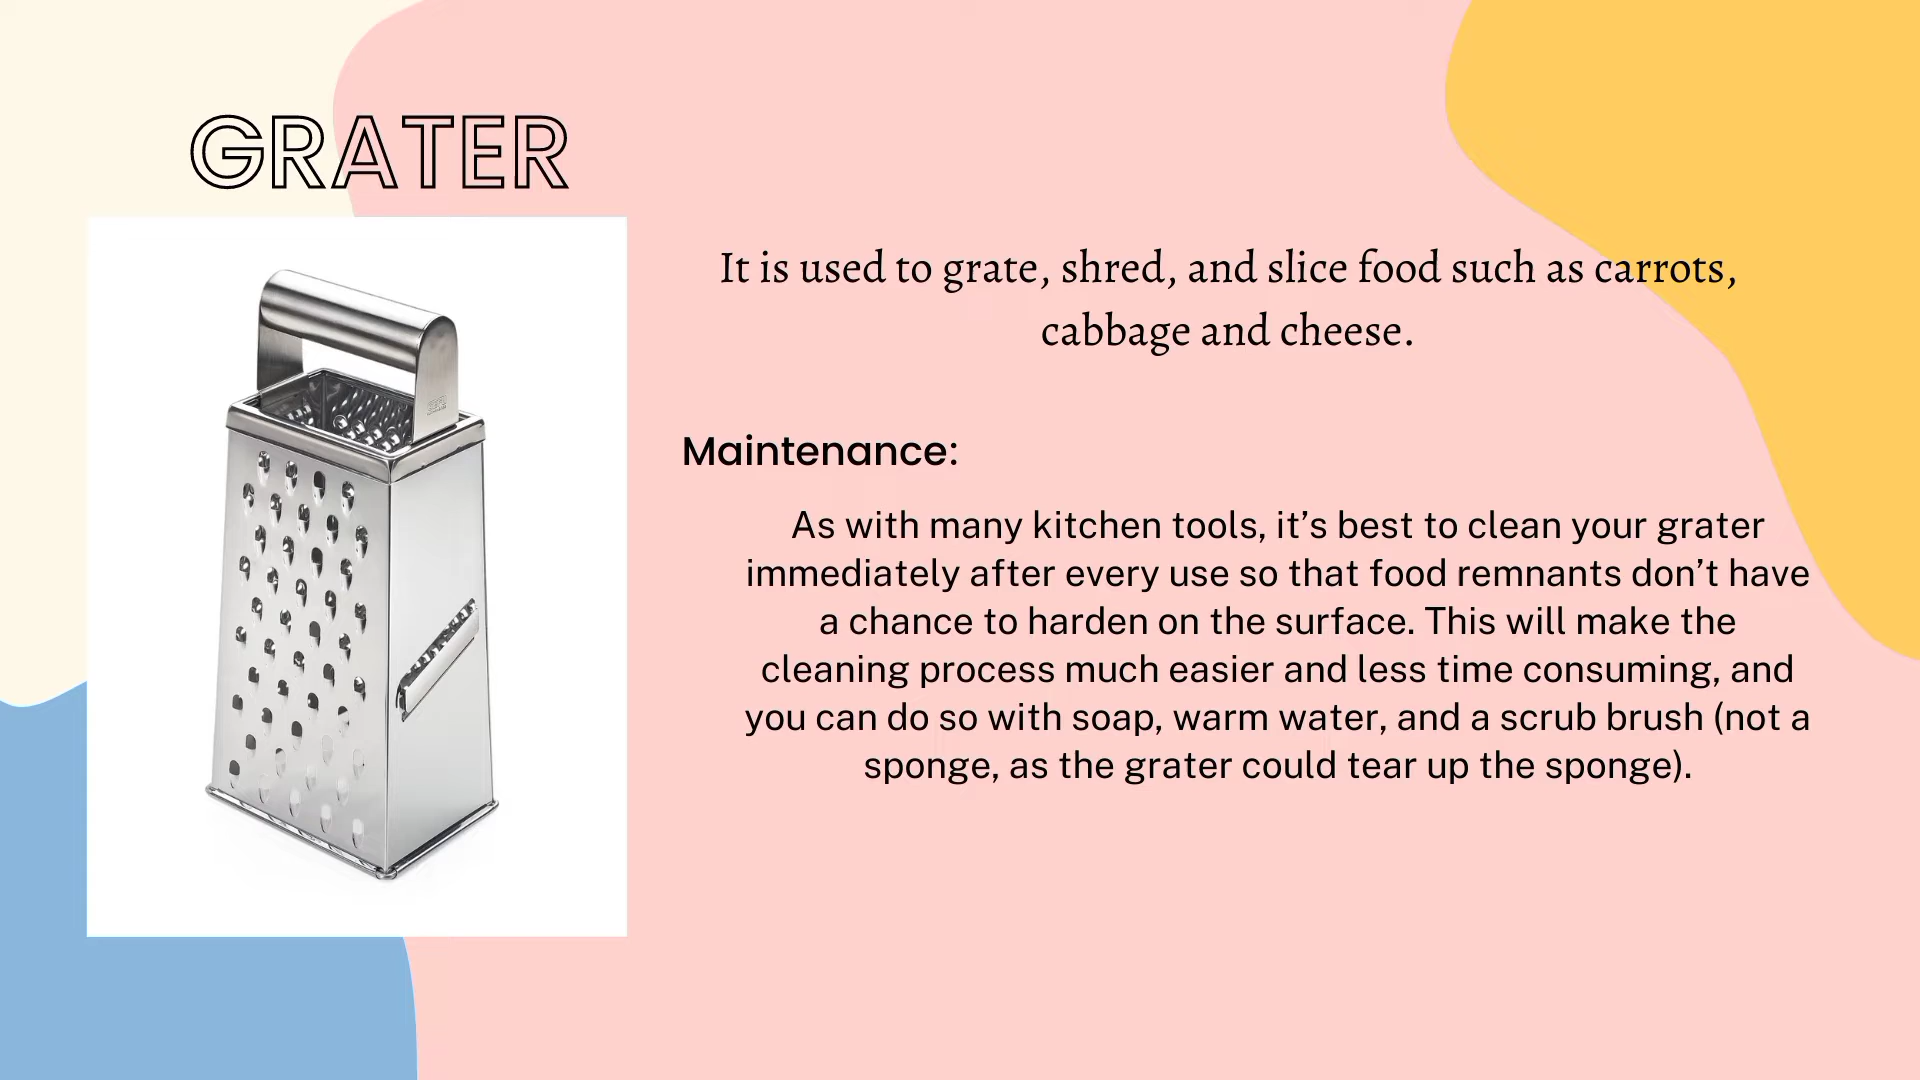 GRATER
It is used to grate, shred, and slice food such as carrots,
cabbage and cheese.
Maintenance:
As with many kitchen tools, it’s best to clean your grater
immediately after every use so that food remnants don’t have
a chance to harden on the surface. This will make the
cleaning process much easier and less time consuming, and
you can do so with soap, warm water, and a scrub brush (not a
sponge, as the grater could tear up the sponge).